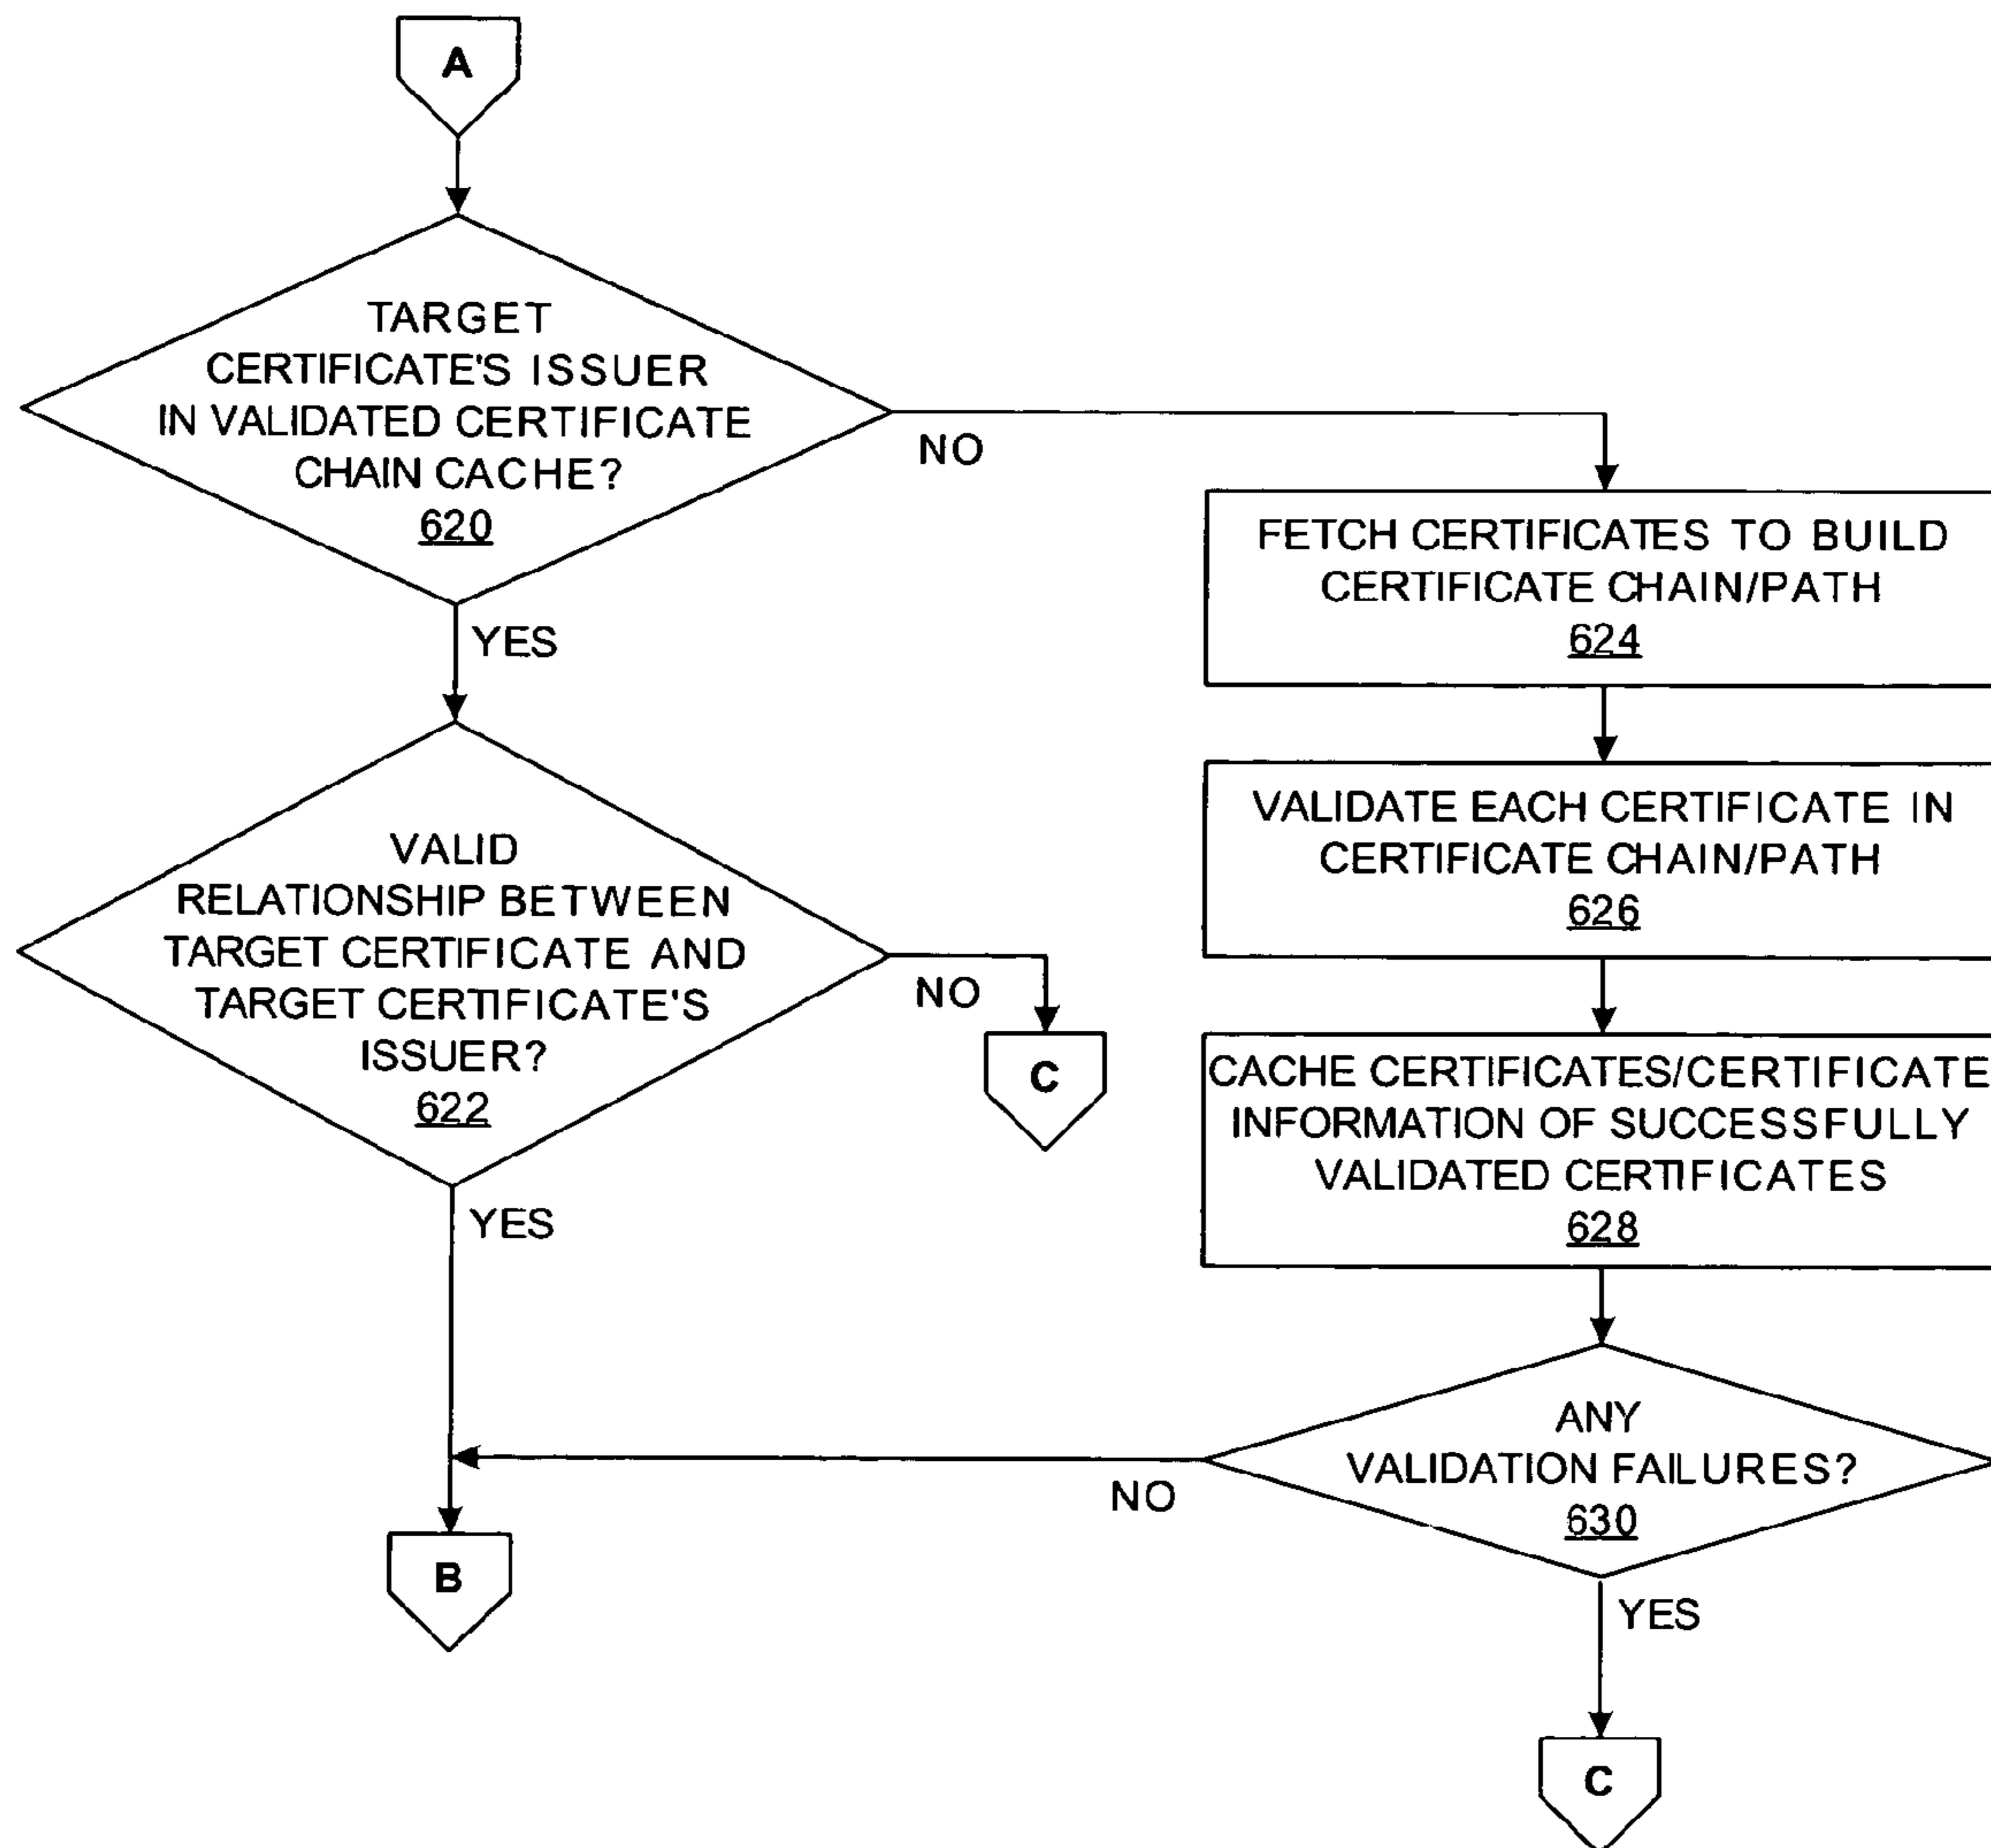 A
TARGET
CERTIFICATE'S ISSUER
IN VALIDATED CERTIFICATE
CHAIN CACHE?
620
NO
YES
FETCH CERTIFICATES TO BUILD
CERTIFICATE CHAIN/PATH
624
VALIDATE EACH CERTIFICATE IN
CERTIFICATE CHAIN/PATH
626
VALID
RELATIONSHIP BETWEEN
TARGET CERTIFICATE AND
TARGET CERTIFICATE'S
ISSUER?
622
NO
C
YES
CACHE CERTIFICATES/CERTIFICATE
INFORMATION OF SUCCESSFULLY
VALIDATED CERTIFICATES
628
ANY
VALIDATION FAILURES?
630
NO
B
YES
C